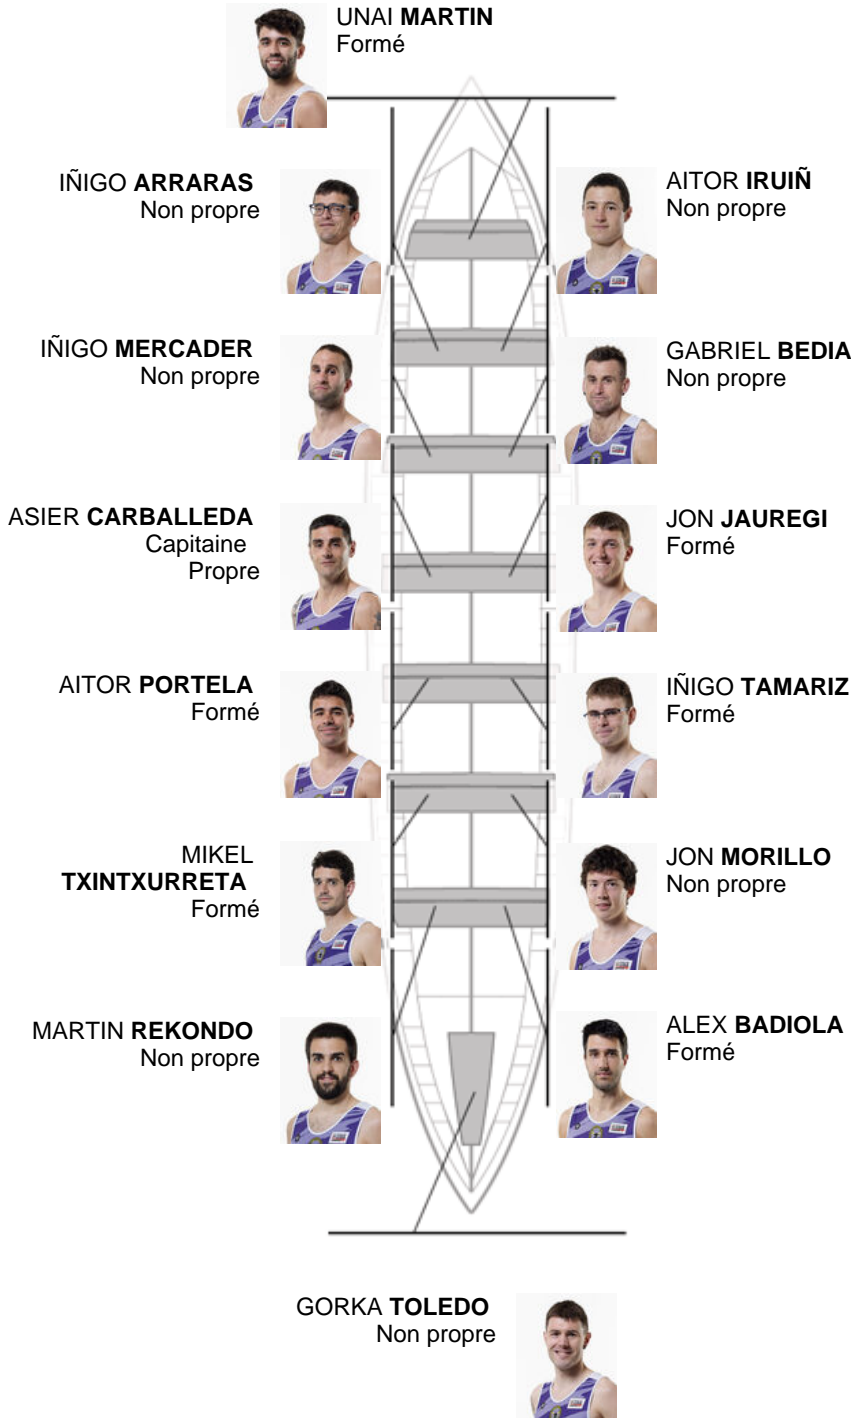 UNAI MARTIN
Formé
IÑIGO ARRARAS
Non propre
AITOR IRUIÑ
Non propre
IÑIGO MERCADER
Non propre
GABRIEL BEDIA
Non propre
ASIER CARBALLEDA
Capitaine
Propre
JON JAUREGI
Formé
AITOR PORTELA
Formé
IÑIGO TAMARIZ
Formé
MIKEL
TXINTXURRETA
Formé
JON MORILLO
Non propre
MARTIN REKONDO
Non propre
ALEX BADIOLA
Formé
GORKA TOLEDO
Non propre